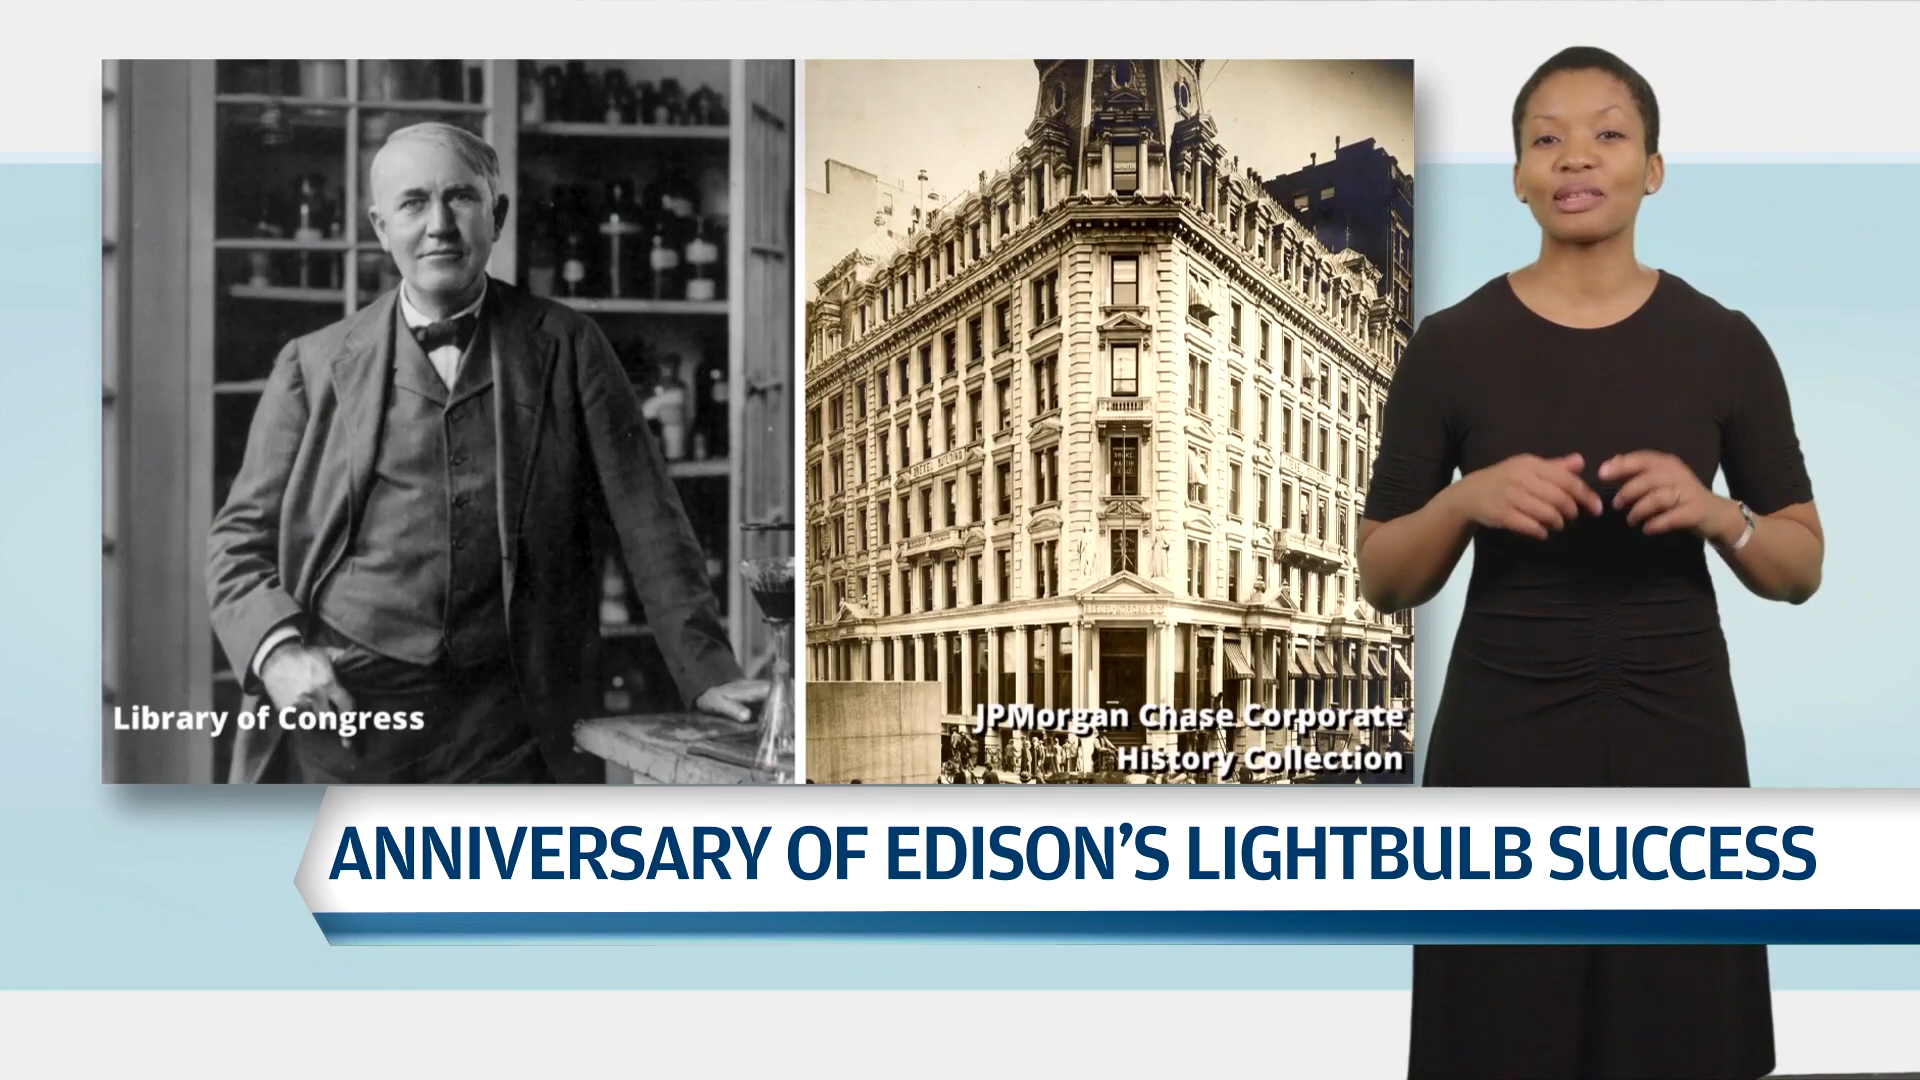 Library of Congress
JPMorgan Chase Corporate
History Collection
ANNIVERSARY OF EDISON'S LIGHTBULB SUCCESS